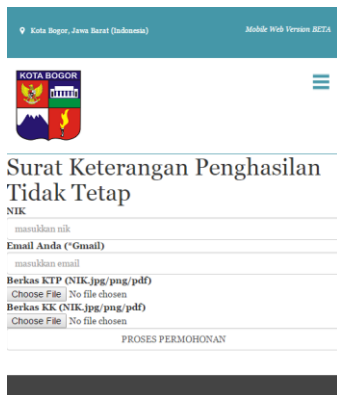 Kota Bogor, Jawa Barat (Indonesia) Mobile Web Version BETA
KOTA BOGOR
Surat Keterangan Penghasilan
Tidak Tetap
NIK
masukkan nik
Email Anda (*Gmail)
masukkan email
Berkas KTP (NIK.jpg/png/pdf)
Choose File No file chosen
Berkas KK (NIK.jpg/png/pdf)
Choose File No file chosen
PROSES PERMOHONAN